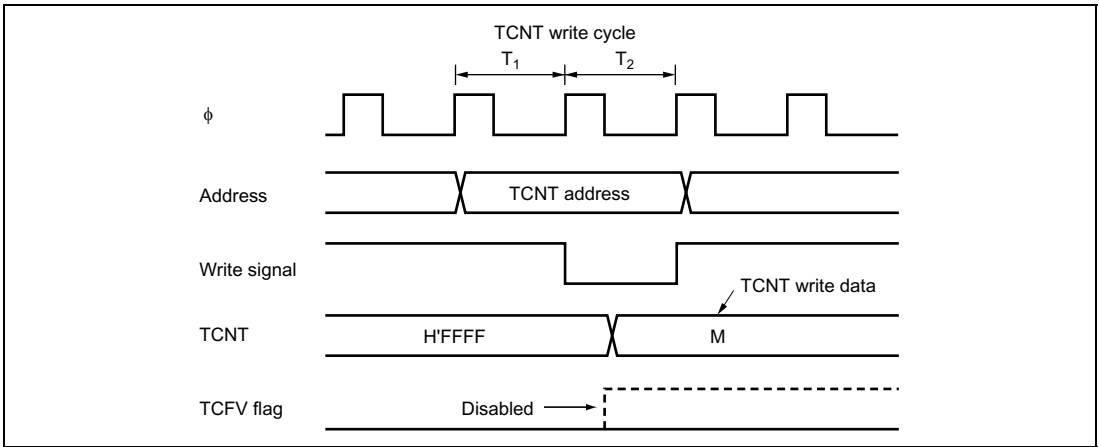 TCNT write cycle
T1 T2
ϕ
Address TCNT address
Write signal
TCNT write data
TCNT H'FFFF M
TCFV flag Disabled